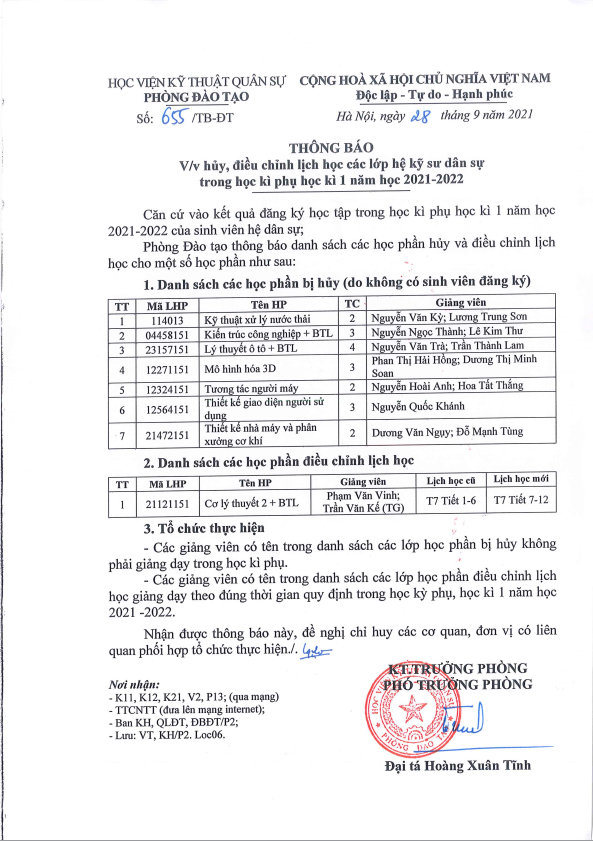 HỌC VIỆN KỸ THUẬT QUÂN SỰ
PHÒNG ĐÀO TẠO
Số: 655 /TB-ĐT
CỘNG HOÀ XÃ HỘI CHỦ NGHĨA VIỆT NAM
Độc lập - Tự do - Hạnh phúc
Hà Nội, ngày 28 tháng 9 năm 2021
THÔNG BÁO
V/v hủy, điều chỉnh lịch học các lớp hệ kỹ sư dân sự
trong học kì phụ học kì 1 năm học 2021-2022
Căn cứ vào kết quả đăng ký học tập trong học kì phụ học kì 1 năm học
2021-2022 của sinh viên hệ dân sự;
Phòng Đào tạo thông báo danh sách các học phần hủy và điều chỉnh lịch
học cho một số học phần như sau:
1. Danh sách các học phần bị hủy (do không có sinh viên đăng ký)
TT Mã LHP Tên HP TC Giảng viên
1 114013 Kỹ thuật xử lý nước thải 2 Nguyễn Văn Kỳ; Lương Trung Sơn
2 04458151 Kiến trúc công nghiệp + BTL 3 Nguyễn Ngọc Thành; Lê Kim Thư
3 23157151 Lý thuyết ô tô + BTL 4 Nguyễn Văn Trà; Trần Thành Lam
4 12271151 Mô hình hóa 3D 3 Phan Thị Hải Hồng; Dương Thị Minh
Soan
5 12324151 Tương tác người máy 2 Nguyễn Hoài Anh; Hoa Tất Thắng
6 12564151 Thiết kế giao diện người sử
dụng 3 Nguyễn Quốc Khánh
7 21472151 Thiết kế nhà máy và phân
xưởng cơ khí 2 Dương Văn Ngụy; Đỗ Mạnh Tùng
2. Danh sách các học phần điều chỉnh lịch học
TT Mã LHP Tên HP Giảng viên Lịch học cũ Lịch học mới
1 21121151 Cơ lý thuyết 2 + BTL Phạm Văn Vinh;
Trần Văn Kế (TG) T7 Tiết 1-6 T7 Tiết 7-12
3. Tổ chức thực hiện
- Các giảng viên có tên trong danh sách các lớp học phần bị hủy không
phải giảng dạy trong học kì phụ.
- Các giảng viên có tên trong danh sách các lớp học phần điều chỉnh lịch
học giảng dạy theo đúng thời gian quy định trong học kỳ phụ, học kì 1 năm học
2021 -2022.
Nhận được thông báo này, đề nghị chỉ huy các cơ quan, đơn vị có liên
quan phối hợp tổ chức thực hiện./.
Nơi nhận:
- K11, K12, K21, V2, P13; (qua mạng)
- TTCNTT (đưa lên mạng internet);
- Ban KH, QLĐT, ĐBĐT/P2;
- Lưu: VT, KH/P2. Loc06.
KT.TRƯỞNG PHÒNG
PHÓ TRƯỞNG PHÒNG
HỌC VIỆN KỸ THUẬT QUÂN SỰ
PHÒNG ĐÀO TẠO
Đại tá Hoàng Xuân Tĩnh